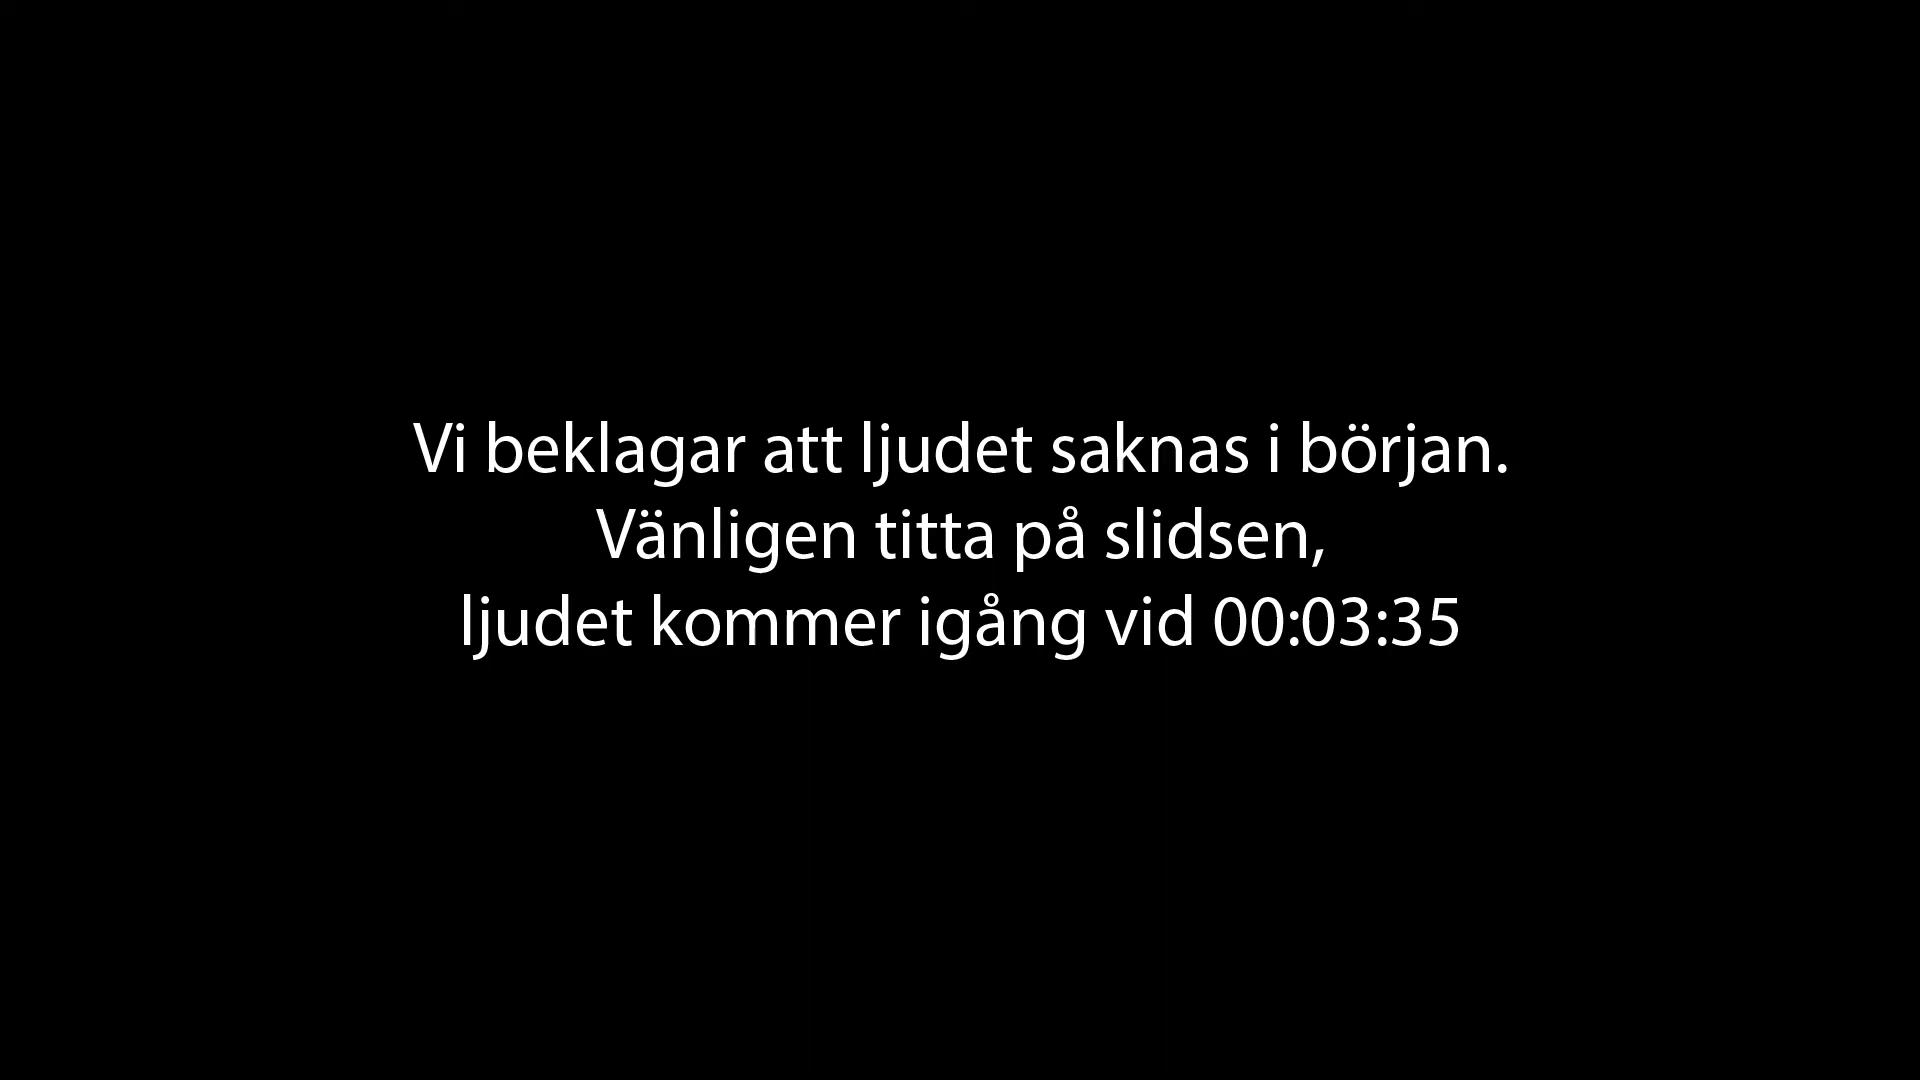 Vi beklagar att ljudet saknas i början.
Vänligen titta på slidsen,
ljudet kommer igång vid 00:03:35